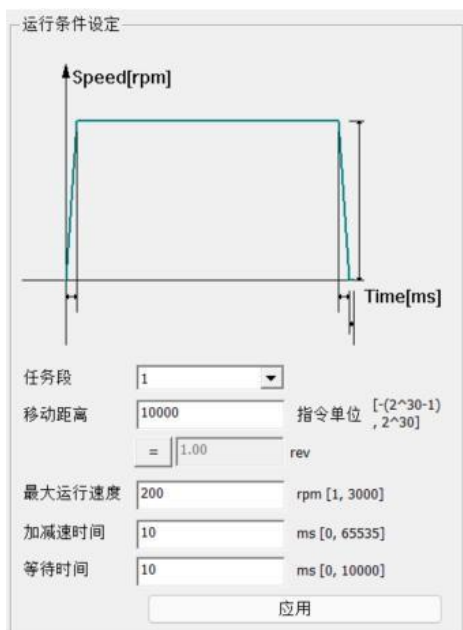 运行条件设定
Speed[rpm]
Time[ms]
任务段 1
移动距离 10000 指令单位 [-(2^30-1)
, 2^30]
= 1.00 rev
最大运行速度 200 rpm [1, 3000]
加减速时间 10 ms [0, 65535]
等待时间 10 ms [0, 10000]
应用